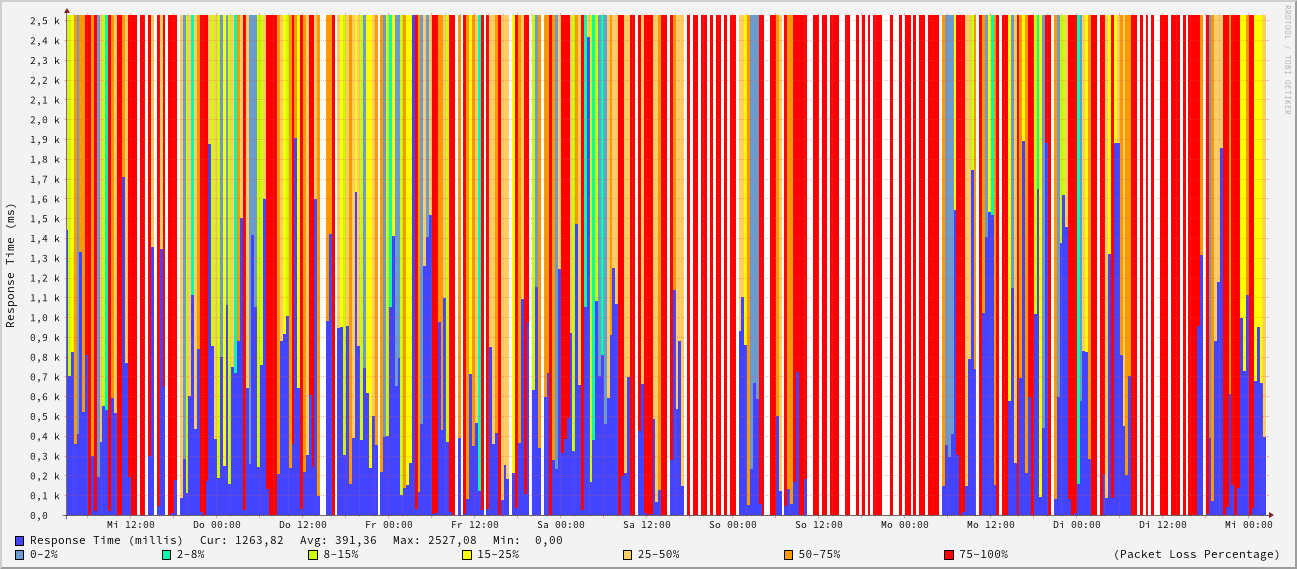 RRDTOOL / TOBI OETIKER
Response Time (ms)
2,5 k
2,4 k
2,3 k
2,2 k
2,1 k
2,0 k
1,9 k
1,8 k
1,7 k
1,6 k
1,5 k
1,4 k
1,3 k
1,2 k
1,1 k
1,0 k
0,9 k
0,8 k
0,7 k
0,6 k
0,5 k
0,4 k
0,3 k
0,2 k
0,1 k
0,0
Mi 12:00 Do 00:00 Do 12:00 Fr 00:00 Fr 12:00 Sa 00:00 Sa 12:00 So 00:00 So 12:00 Mo 00:00 Mo 12:00 Di 00:00 Di 12:00 Mi 00:00
Response Time (millis) Cur: 1263,82 Avg: 391,36 Max: 2527,08 Min: 0,00
0-2% 2-8% 8-15% 15-25% 25-50% 50-75% 75-100% (Packet Loss Percentage)